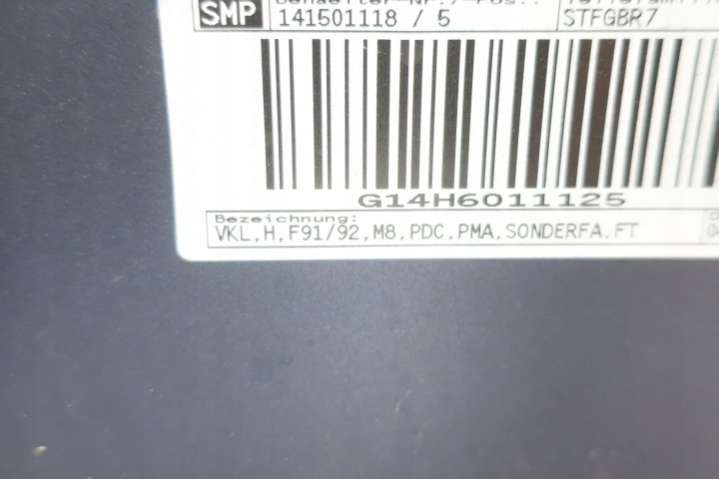 SMP
141501118 / 5
STFGBR7
G14H6011125
Bezeichnung:
VKL,H,F91/92,M8,PDC,PMA,SONDERFA,FT